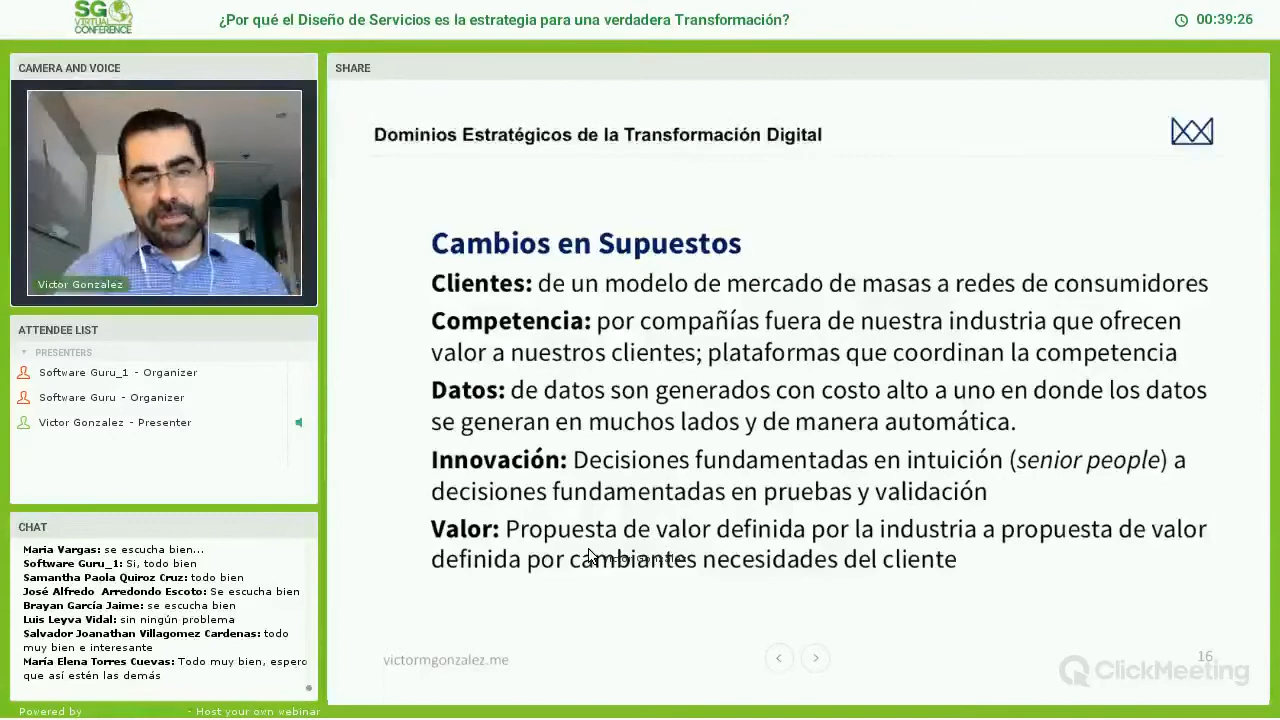 SG
VIRTUAL
CONFERENCE
¿Por qué el Diseño de Servicios es la estrategia para una verdadera Transformación?
00:39:26
CAMERA AND VOICE
Victor Gonzalez
ATTENDEE LIST
PRESENTERS
Software Guru_1 - Organizer
Software Guru - Organizer
Victor Gonzalez - Presenter
CHAT
Maria Vargas: se escucha bien...
Software Guru_1: Si, todo bien
Samantha Paola Quiroz Cruz: todo bien
José Alfredo Arredondo Escoto: Se escucha bien
Brayan García Jaime: se escucha bien
Luis Leyva Vidal: sin ningún problema
Salvador Joanathan Villagomez Cardenas: todo
muy bien e interesante
María Elena Torres Cuevas: Todo muy bien, espero
que así estén las demás
Powered by - Host your own webinar
SHARE
Dominios Estratégicos de la Transformación Digital
Cambios en Supuestos
Clientes: de un modelo de mercado de masas a redes de consumidores
Competencia: por compañías fuera de nuestra industria que ofrecen
valor a nuestros clientes; plataformas que coordinan la competencia
Datos: de datos son generados con costo alto a uno en donde los datos
se generan en muchos lados y de manera automática.
Innovación: Decisiones fundamentadas en intuición (senior people) a
decisiones fundamentadas en pruebas y validación
Valor: Propuesta de valor definida por la industria a propuesta de valor
definida por cambiantes necesidades del cliente
victormgonzalez.me
16
ClickMeeting